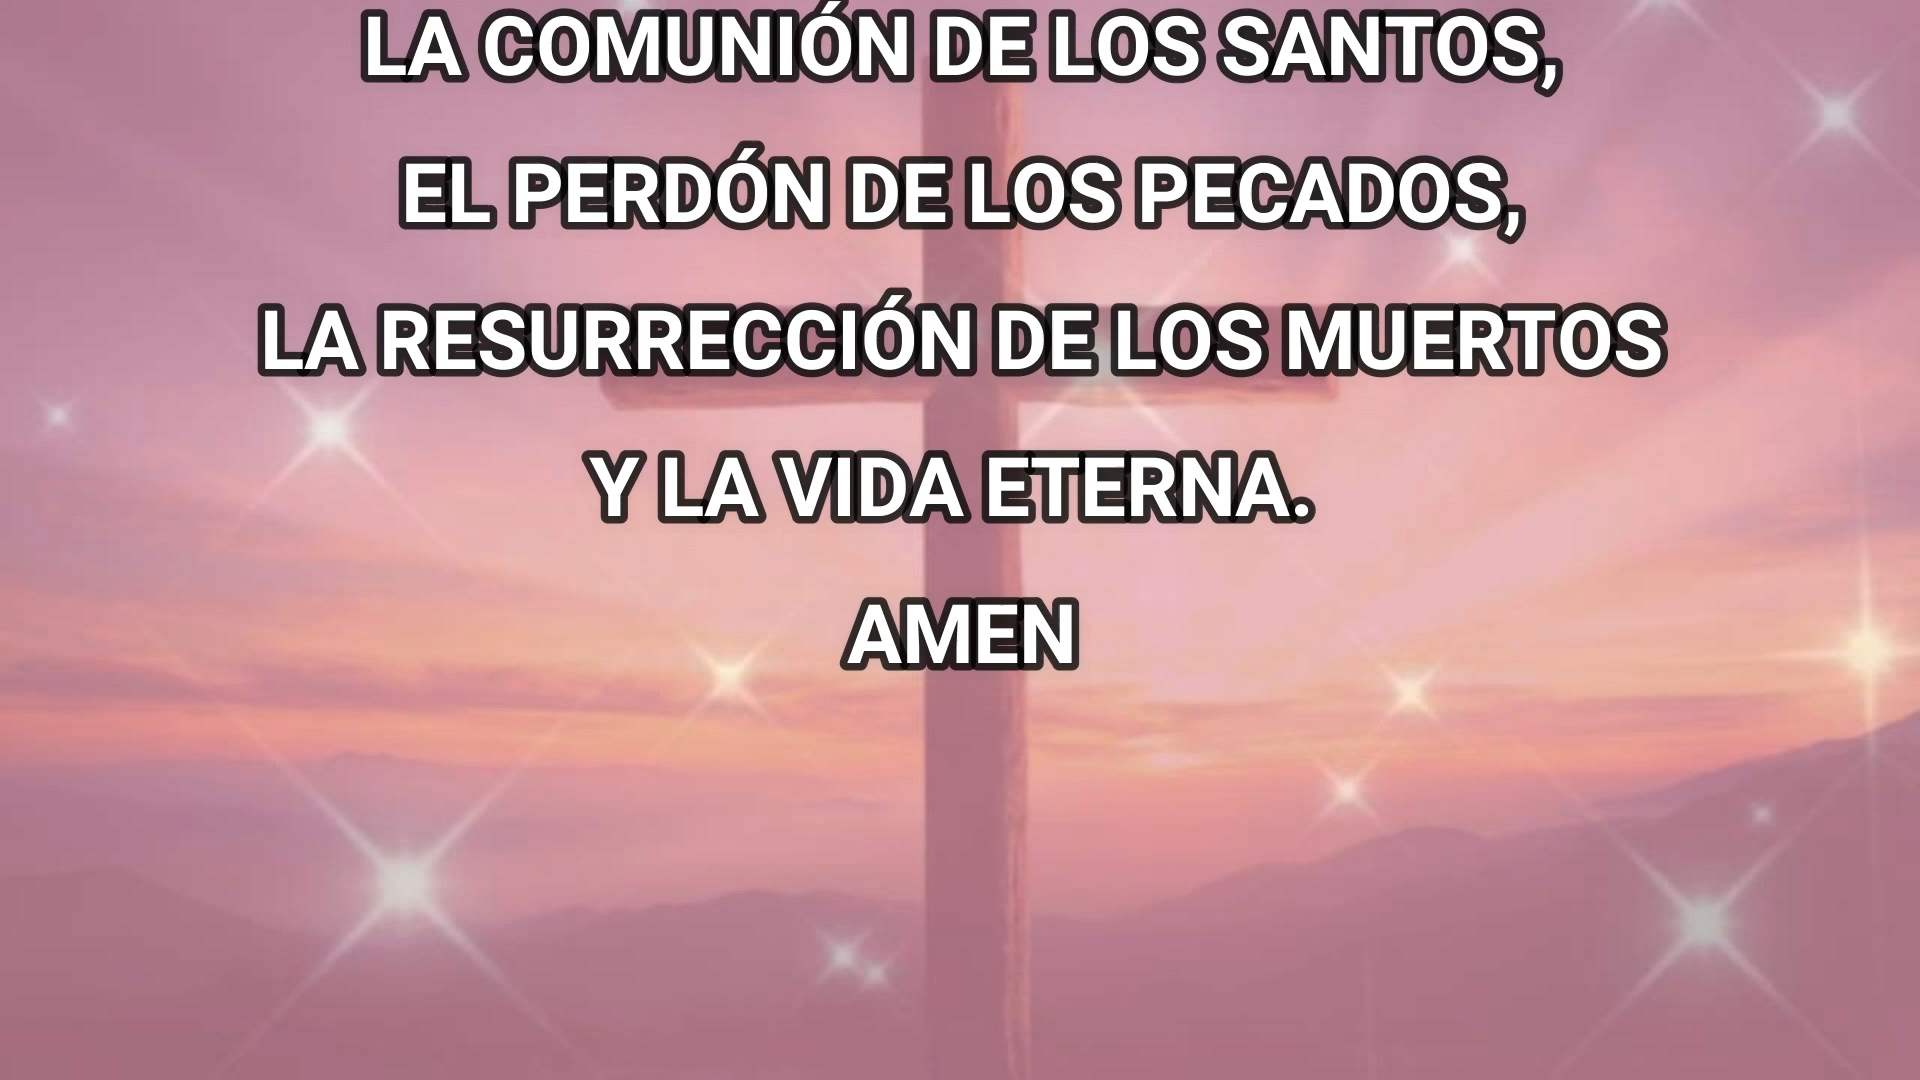 LA COMUNIÓN DE LOS SANTOS,
EL PERDÓN DE LOS PECADOS,
LA RESURRECCIÓN DE LOS MUERTOS
Y LA VIDA ETERNA.
AMEN